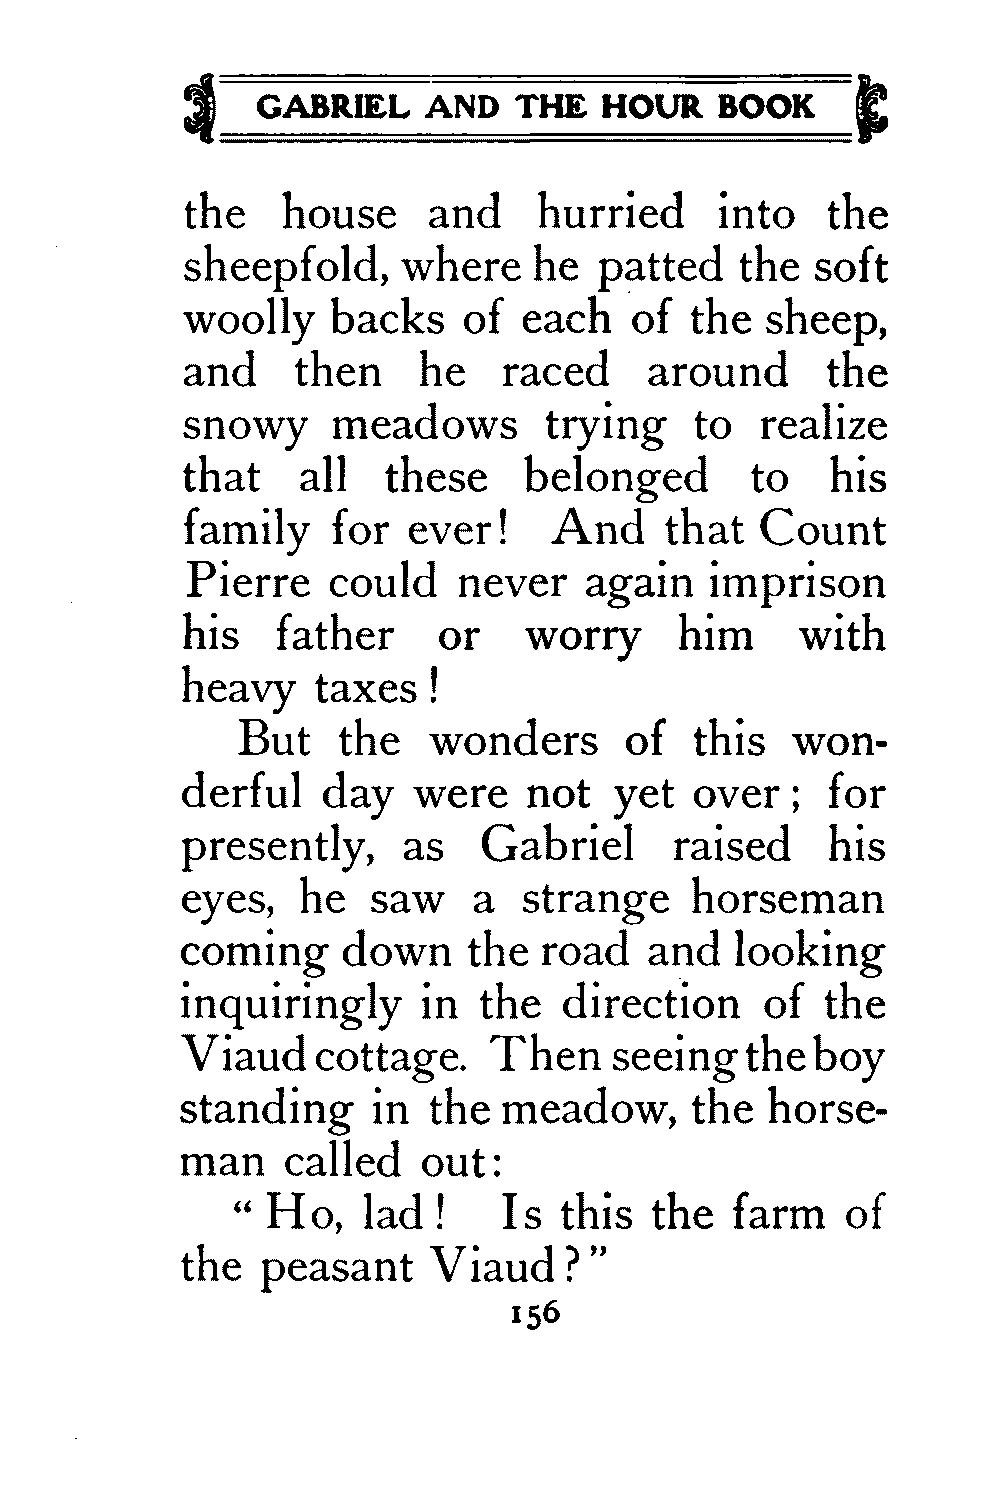 GABRIEL AND THE HOUR BOOK
the house and hurried into the
sheepfold, where he patted the soft
woolly backs of each of the sheep,
and then he raced around the
snowy meadows trying to realize
that all these belonged to his
family for ever! And that Count
Pierre could never again imprison
his father or worry him with
heavy taxes!
But the wonders of this won-
derful day were not yet over; for
presently, as Gabriel raised his
eyes, he saw a strange horseman
coming down the road and looking
inquiringly in the direction of the
Viaud cottage. Then seeing the boy
standing in the meadow, the horse-
man called out:
“Ho, lad! Is this the farm of
the peasant Viaud?”
156